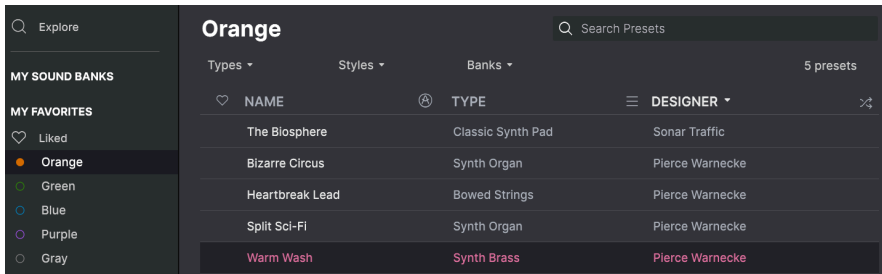 Explore
MY SOUND BANKS
MY FAVORITES
Liked
Orange
Green
Blue
Purple
Gray
Orange
Search Presets
Types Styles Banks 5 presets
NAME TYPE DESIGNER
The Biosphere Classic Synth Pad Sonar Traffic
Bizarre Circus Synth Organ Pierce Warnecke
Heartbreak Lead Bowed Strings Pierce Warnecke
Split Sci-Fi Synth Organ Pierce Warnecke
Warm Wash Synth Brass Pierce Warnecke